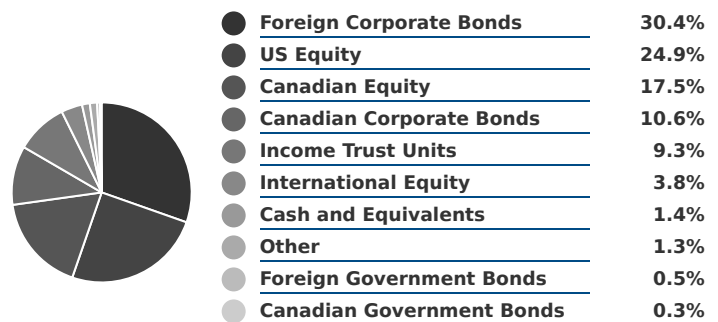 Foreign Corporate Bonds 30.4%
US Equity 24.9%
Canadian Equity 17.5%
Canadian Corporate Bonds 10.6%
Income Trust Units 9.3%
International Equity 3.8%
Cash and Equivalents 1.4%
Other 1.3%
Foreign Government Bonds 0.5%
Canadian Government Bonds 0.3%